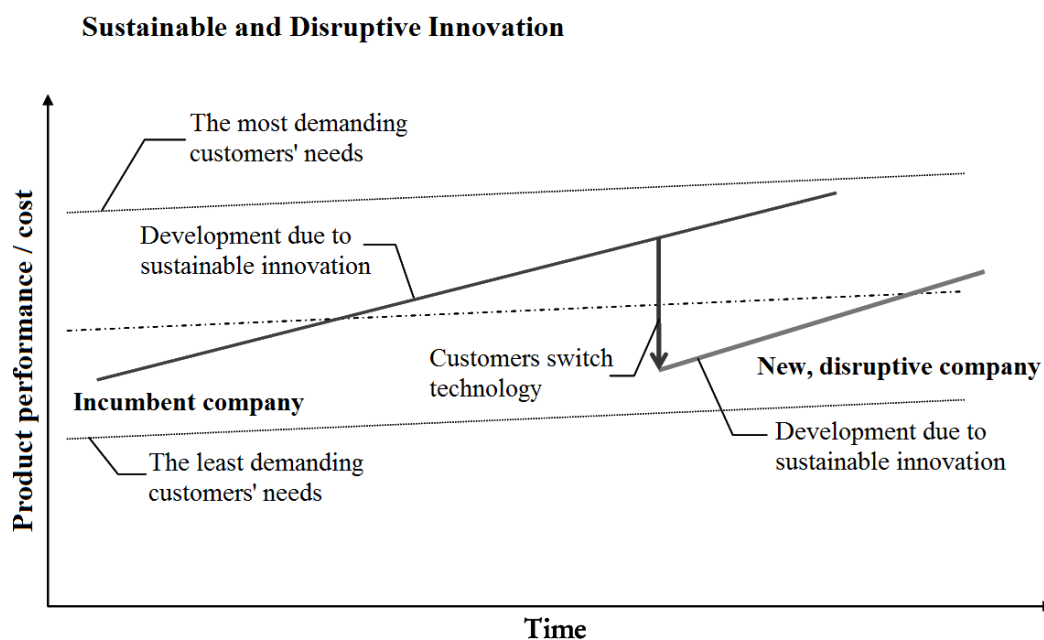 Sustainable and Disruptive Innovation
The most demanding
customers' needs
Development due to
sustainable innovation
Customers switch
technology
New, disruptive company
Incumbent company
Development due to
sustainable innovation
The least demanding
customers' needs
Product performance / cost
Time